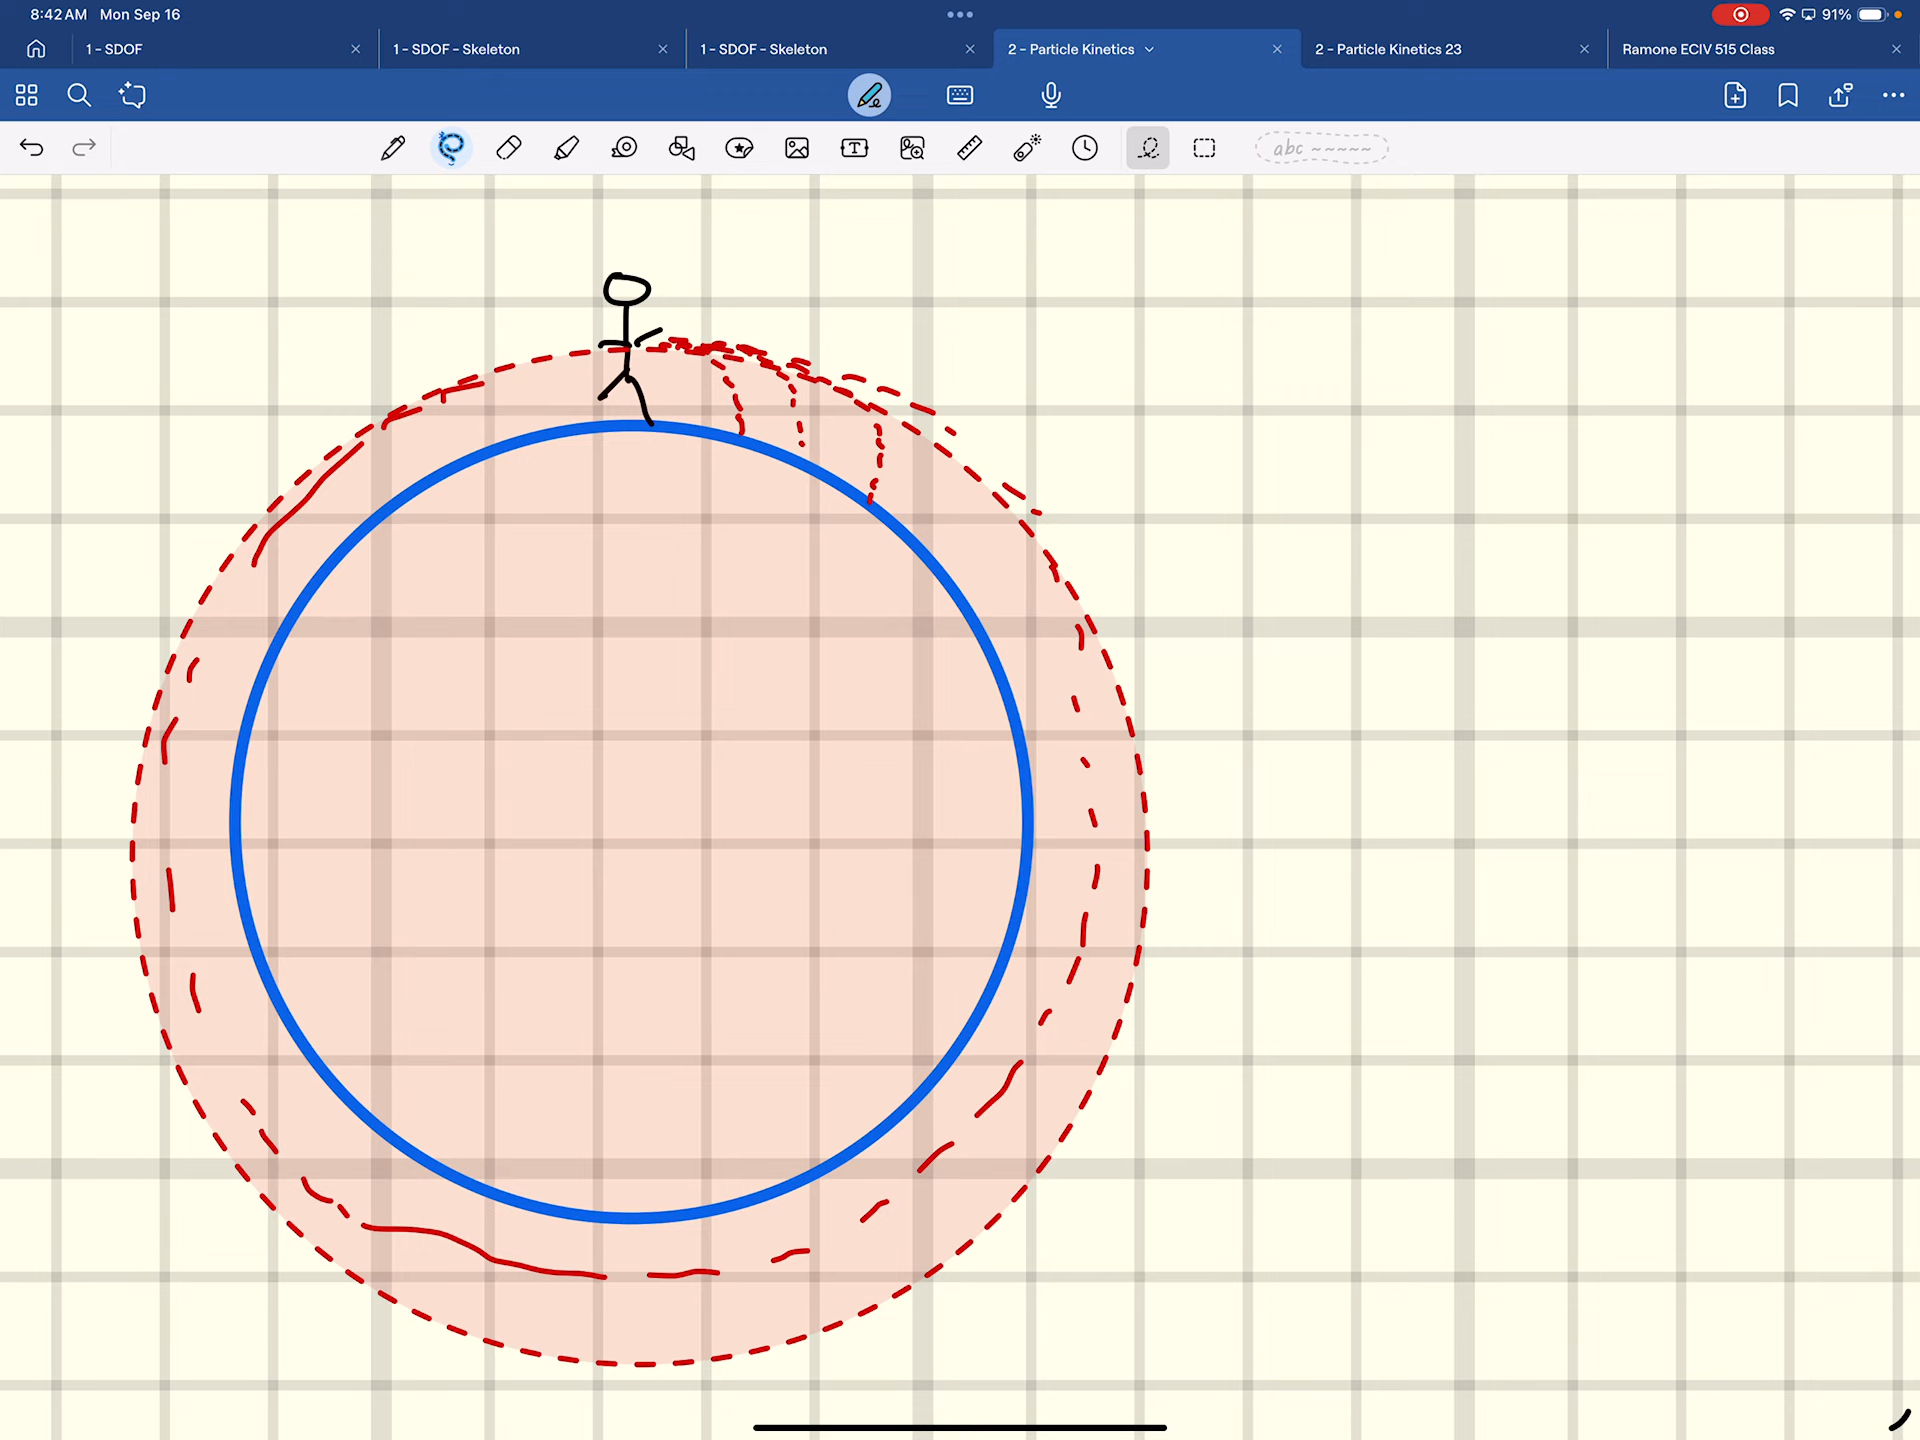 8:42 AM Mon Sep 16
91%
1 - SDOF
1 - SDOF - Skeleton
1 - SDOF - Skeleton
2 - Particle Kinetics
2 - Particle Kinetics 23
Ramone ECIV 515 Class
T
abc